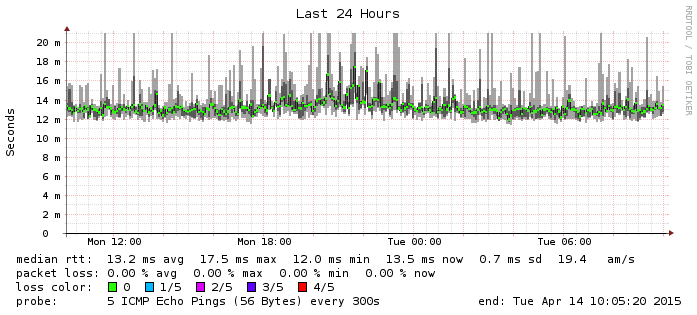 Last 24 Hours
RRDTOOL / TOBI OETIKER
Seconds
20 m
18 m
16 m
14 m
12 m
10 m
8 m
6 m
4 m
2 m
0
Mon 12:00 Mon 18:00 Tue 00:00 Tue 06:00
median rtt: 13.2 ms avg 17.5 ms max 12.0 ms min 13.5 ms now 0.7 ms sd 19.4 am/s
packet loss: 0.00 % avg 0.00 % max 0.00 % min 0.00 % now
loss color: 0 1/5 2/5 3/5 4/5
probe: 5 ICMP Echo Pings (56 Bytes) every 300s end: Tue Apr 14 10:05:20 2015